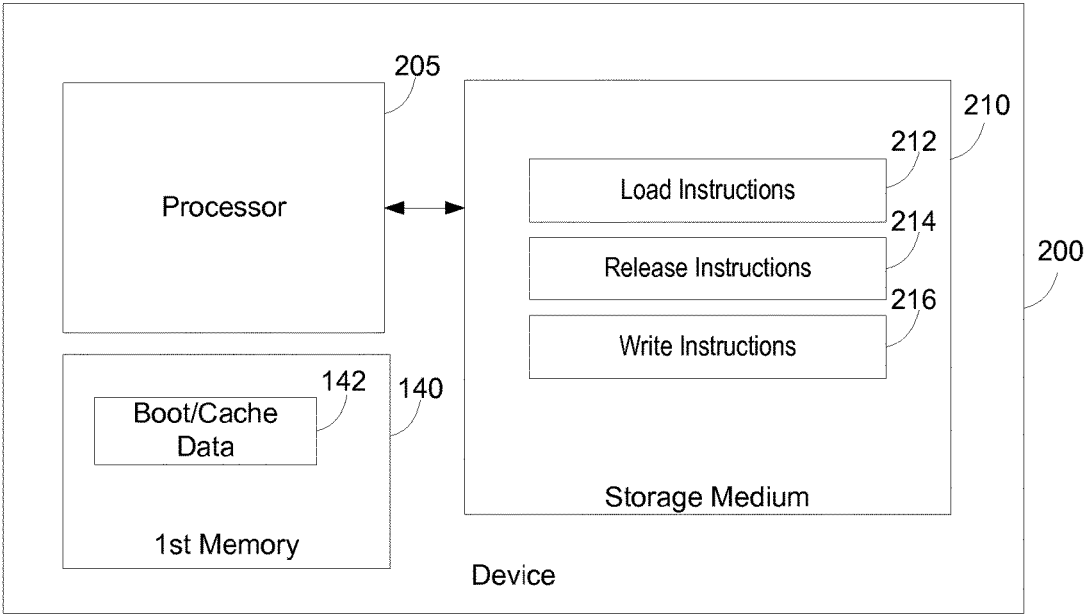 205
210
Processor
212
Load Instructions
214
Release Instructions
200
216
Write Instructions
142
140
Boot/Cache
Data
1st Memory
Storage Medium
Device